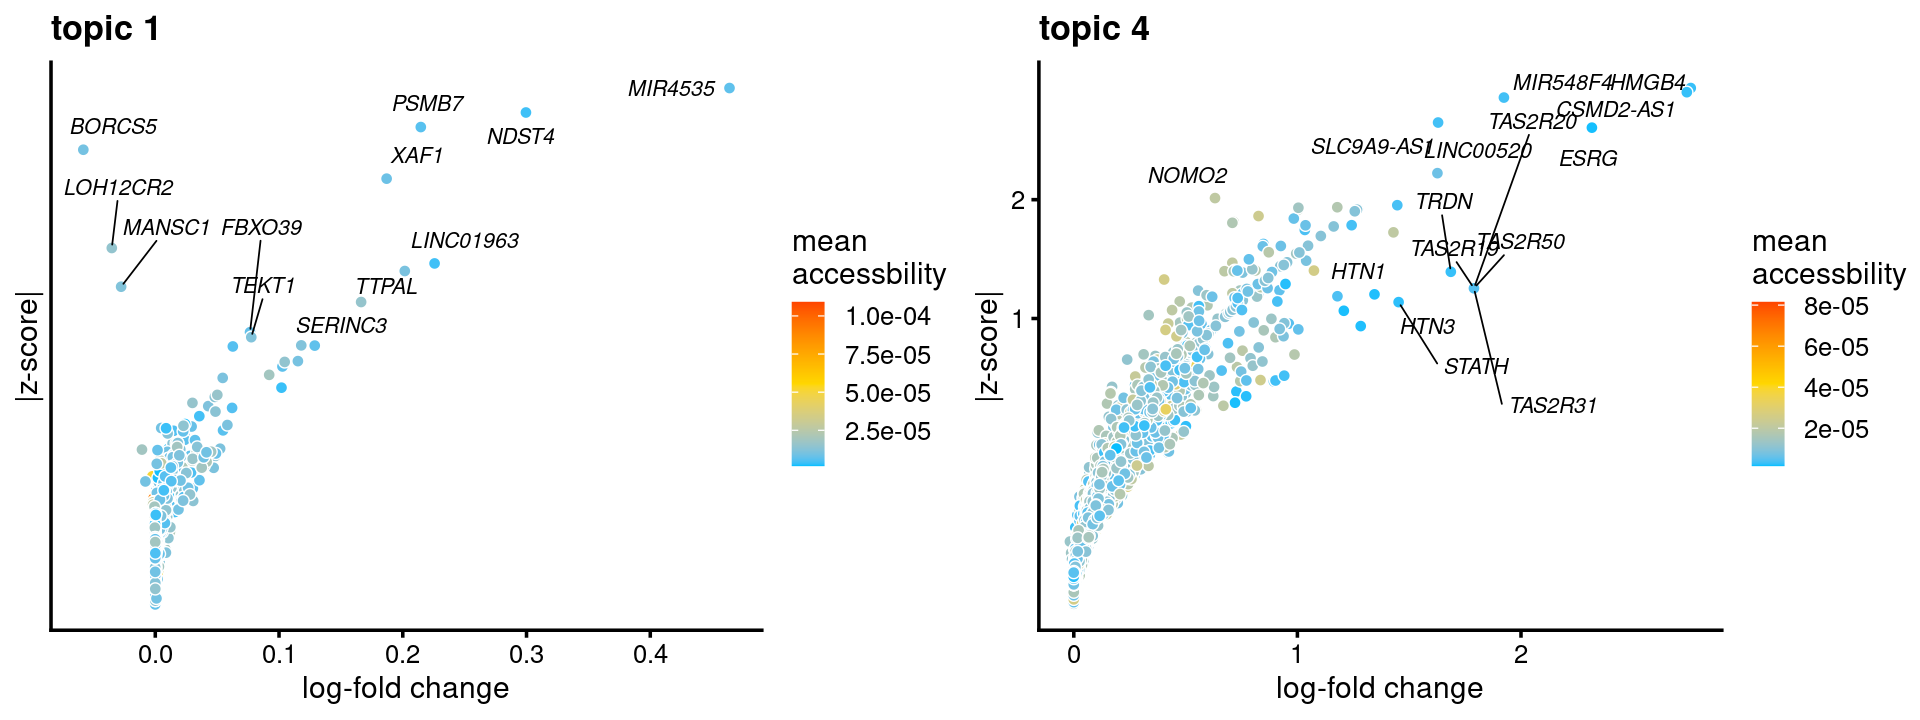 topic 1
MIR4535
PSMB7
NDST4
BORCS5
XAF1
LOH12CR2
MANSC1
FBXO39
LINC01963
TEKT1
TTPAL
SERINC3
|z-score|
0.0
0.1
0.2
0.3
0.4
log-fold change
mean
accessbility
1.0e-04
7.5e-05
5.0e-05
2.5e-05
topic 4
MIR548F4
HMGB4
CSMD2-AS1
TAS2R20
SLC9A9-AS1
LINC00520
ESRG
NOMO2
TRDN
TAS2R19
TAS2R50
HTN1
HTN3
STATH
TAS2R31
2
1
|z-score|
0
1
2
log-fold change
mean
accessbility
8e-05
6e-05
4e-05
2e-05